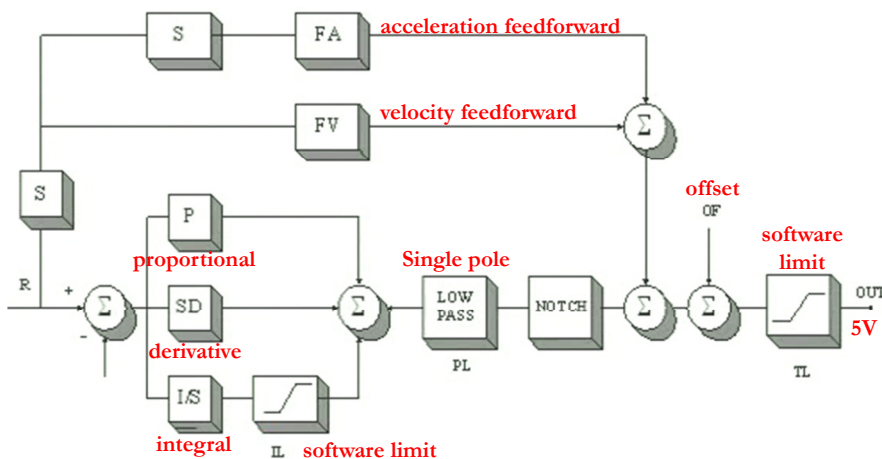 S
FA
acceleration feedforward
FV
velocity feedforward
Σ
S
P
proportional
offset
OF
software
limit
Single pole
R
+
-
Σ
SD
derivative
Σ
LOW
PASS
PL
NOTCH
Σ
Σ
OUT
5V
TL
I/S
integral
IL
software limit